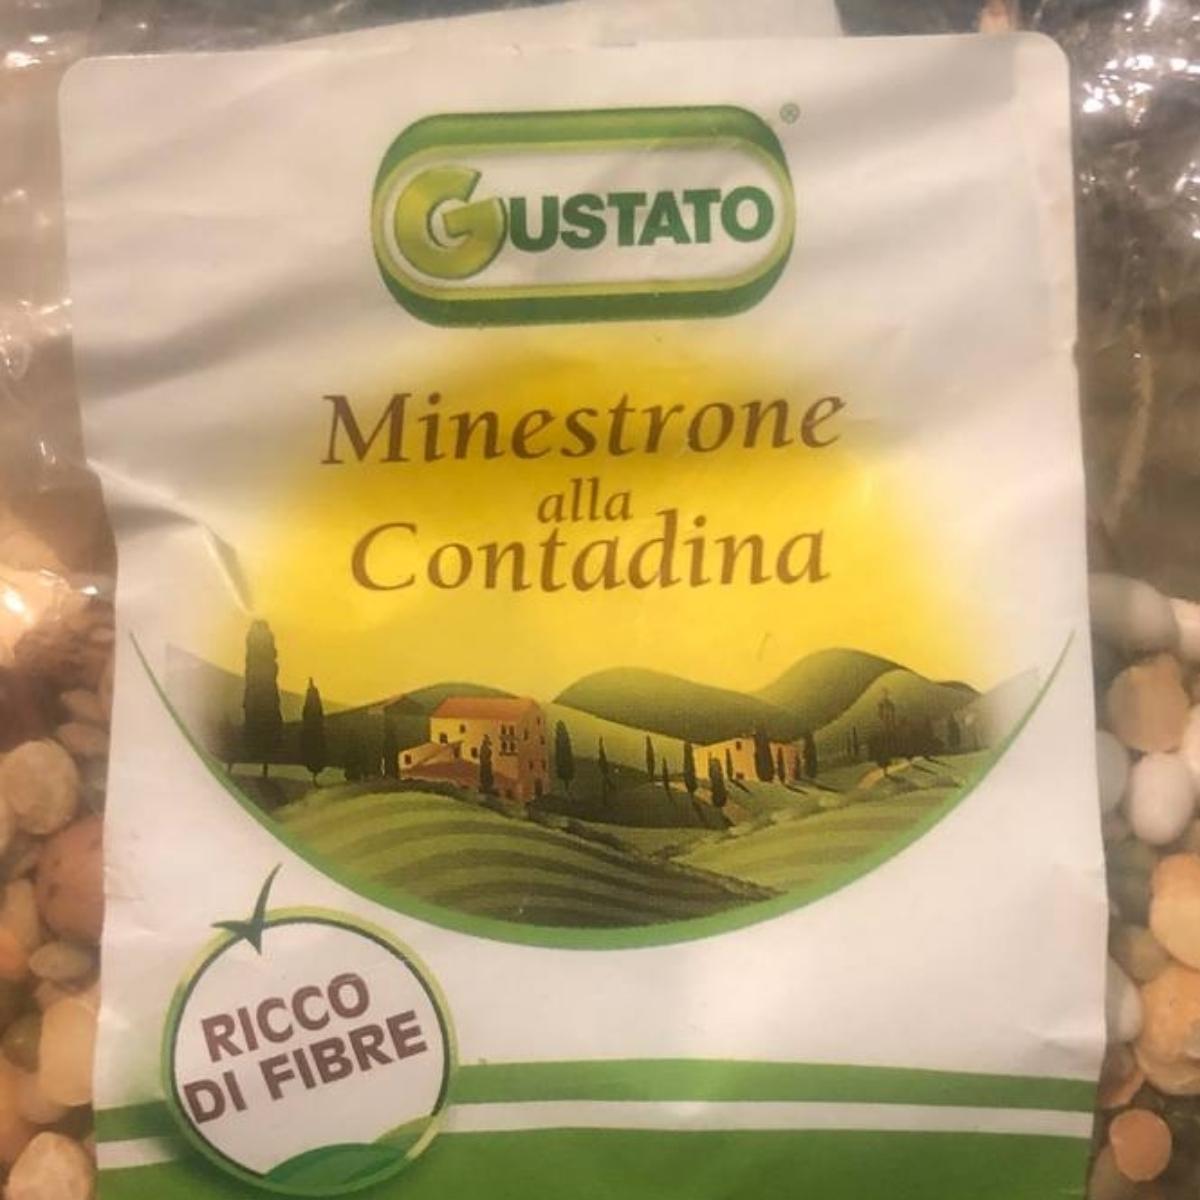 GUSTATO
®
Minestrone
alla
Contadina
RICCO
DI FIBRE